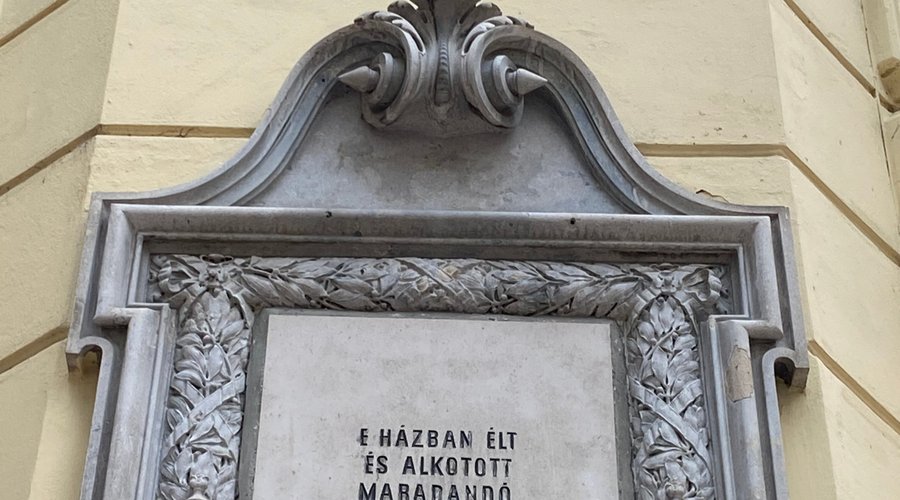 E HÁZBAN ÉLT
ÉS ALKOTOTT
MARADANDÓ